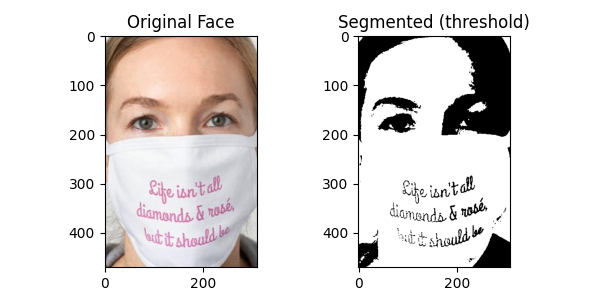 Original Face
Segmented (threshold)
0
100
200
300
400
0
200
Life isn't all
diamonds & rosé,
but it should be
0
100
200
300
400
0
200
Life isn't all
diamonds & rosé,
but it should be